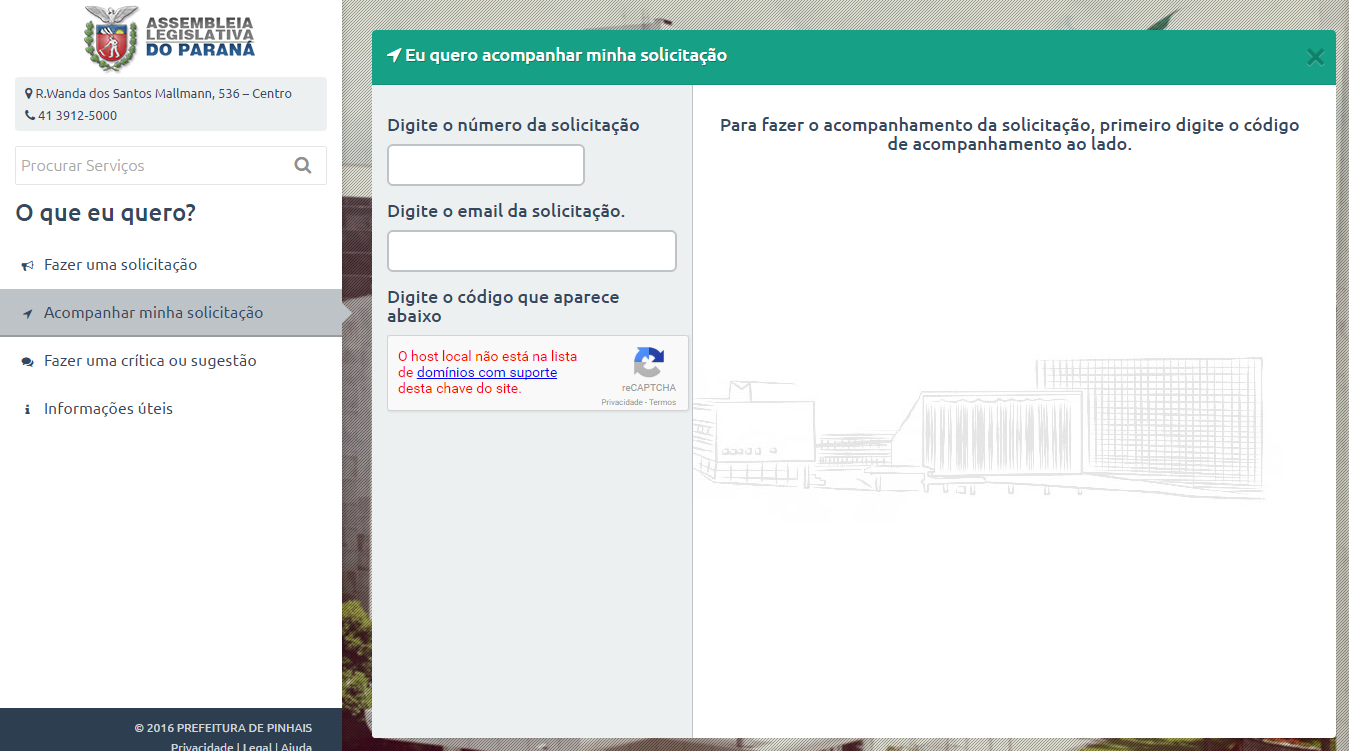 ASSEMBLEIA
LEGISLATIVA
DO PARANÁ
R.Wanda dos Santos Mallmann, 536 – Centro
41 3912-5000
Procurar Serviços
O que eu quero?
Fazer uma solicitação
Acompanhar minha solicitação
Fazer uma crítica ou sugestão
Informações úteis
© 2016 PREFEITURA DE PINHAIS
Privacidade | Legal | Ajuda
Eu quero acompanhar minha solicitação
Digite o número da solicitação
Digite o email da solicitação.
Digite o código que aparece
abaixo
O host local não está na lista
de domínios com suporte
desta chave do site.
reCAPTCHA
Privacidade - Termos
Para fazer o acompanhamento da solicitação, primeiro digite o código
de acompanhamento ao lado.